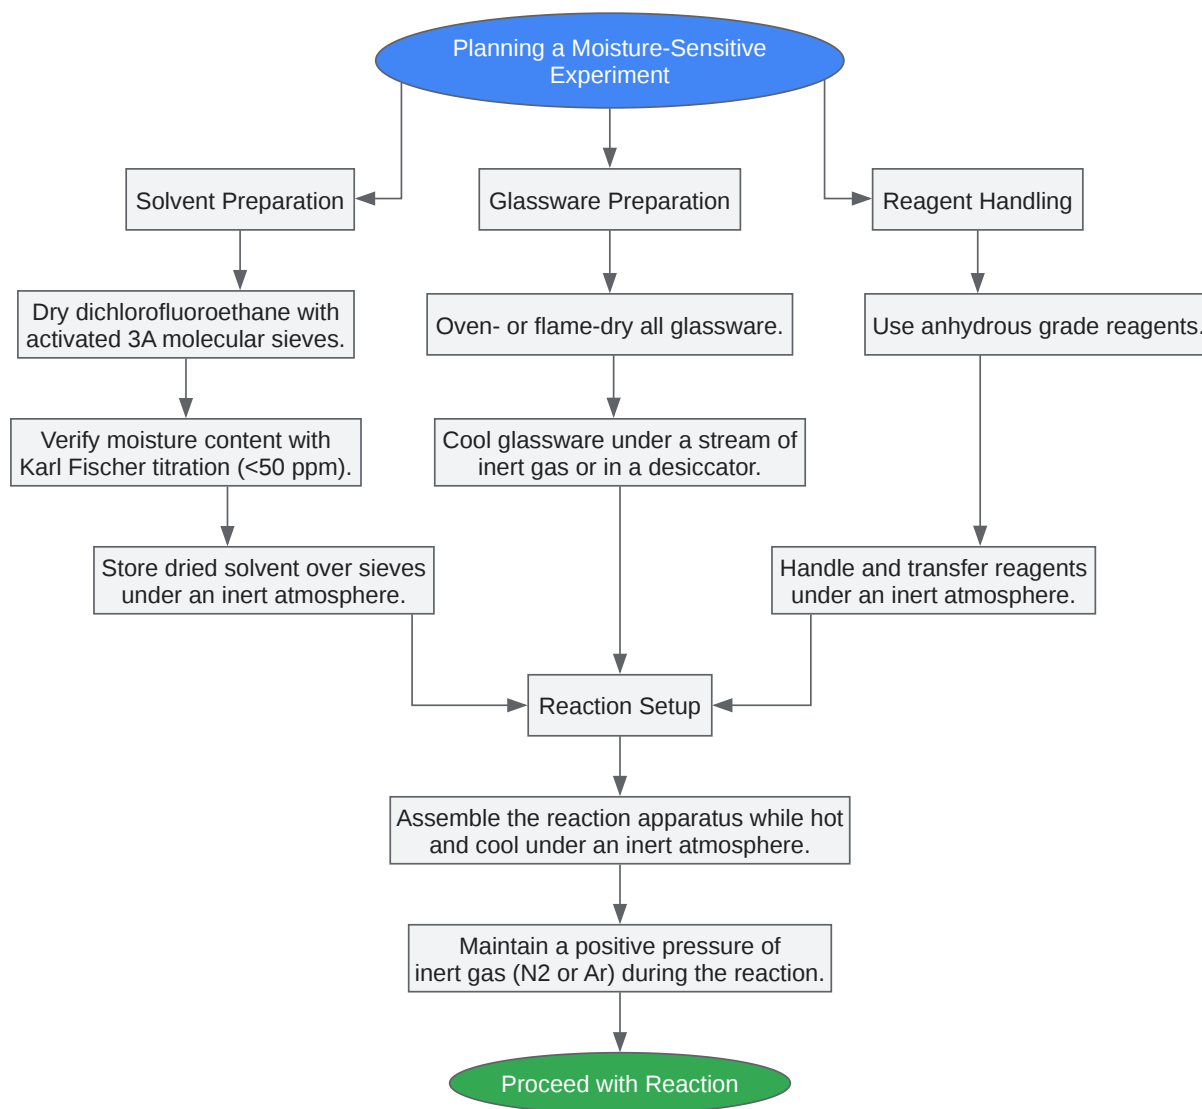 Planning a Moisture-Sensitive
Experiment
Solvent Preparation
Glassware Preparation
Reagent Handling
Dry dichlorofluoroethane with
activated 3A molecular sieves.
Oven- or flame-dry all glassware.
Use anhydrous grade reagents.
Verify moisture content with
Karl Fischer titration (<50 ppm).
Cool glassware under a stream of
inert gas or in a desiccator.
Store dried solvent over sieves
under an inert atmosphere.
Handle and transfer reagents
under an inert atmosphere.
Reaction Setup
Assemble the reaction apparatus while hot
and cool under an inert atmosphere.
Maintain a positive pressure of
inert gas (N2 or Ar) during the reaction.
Proceed with Reaction